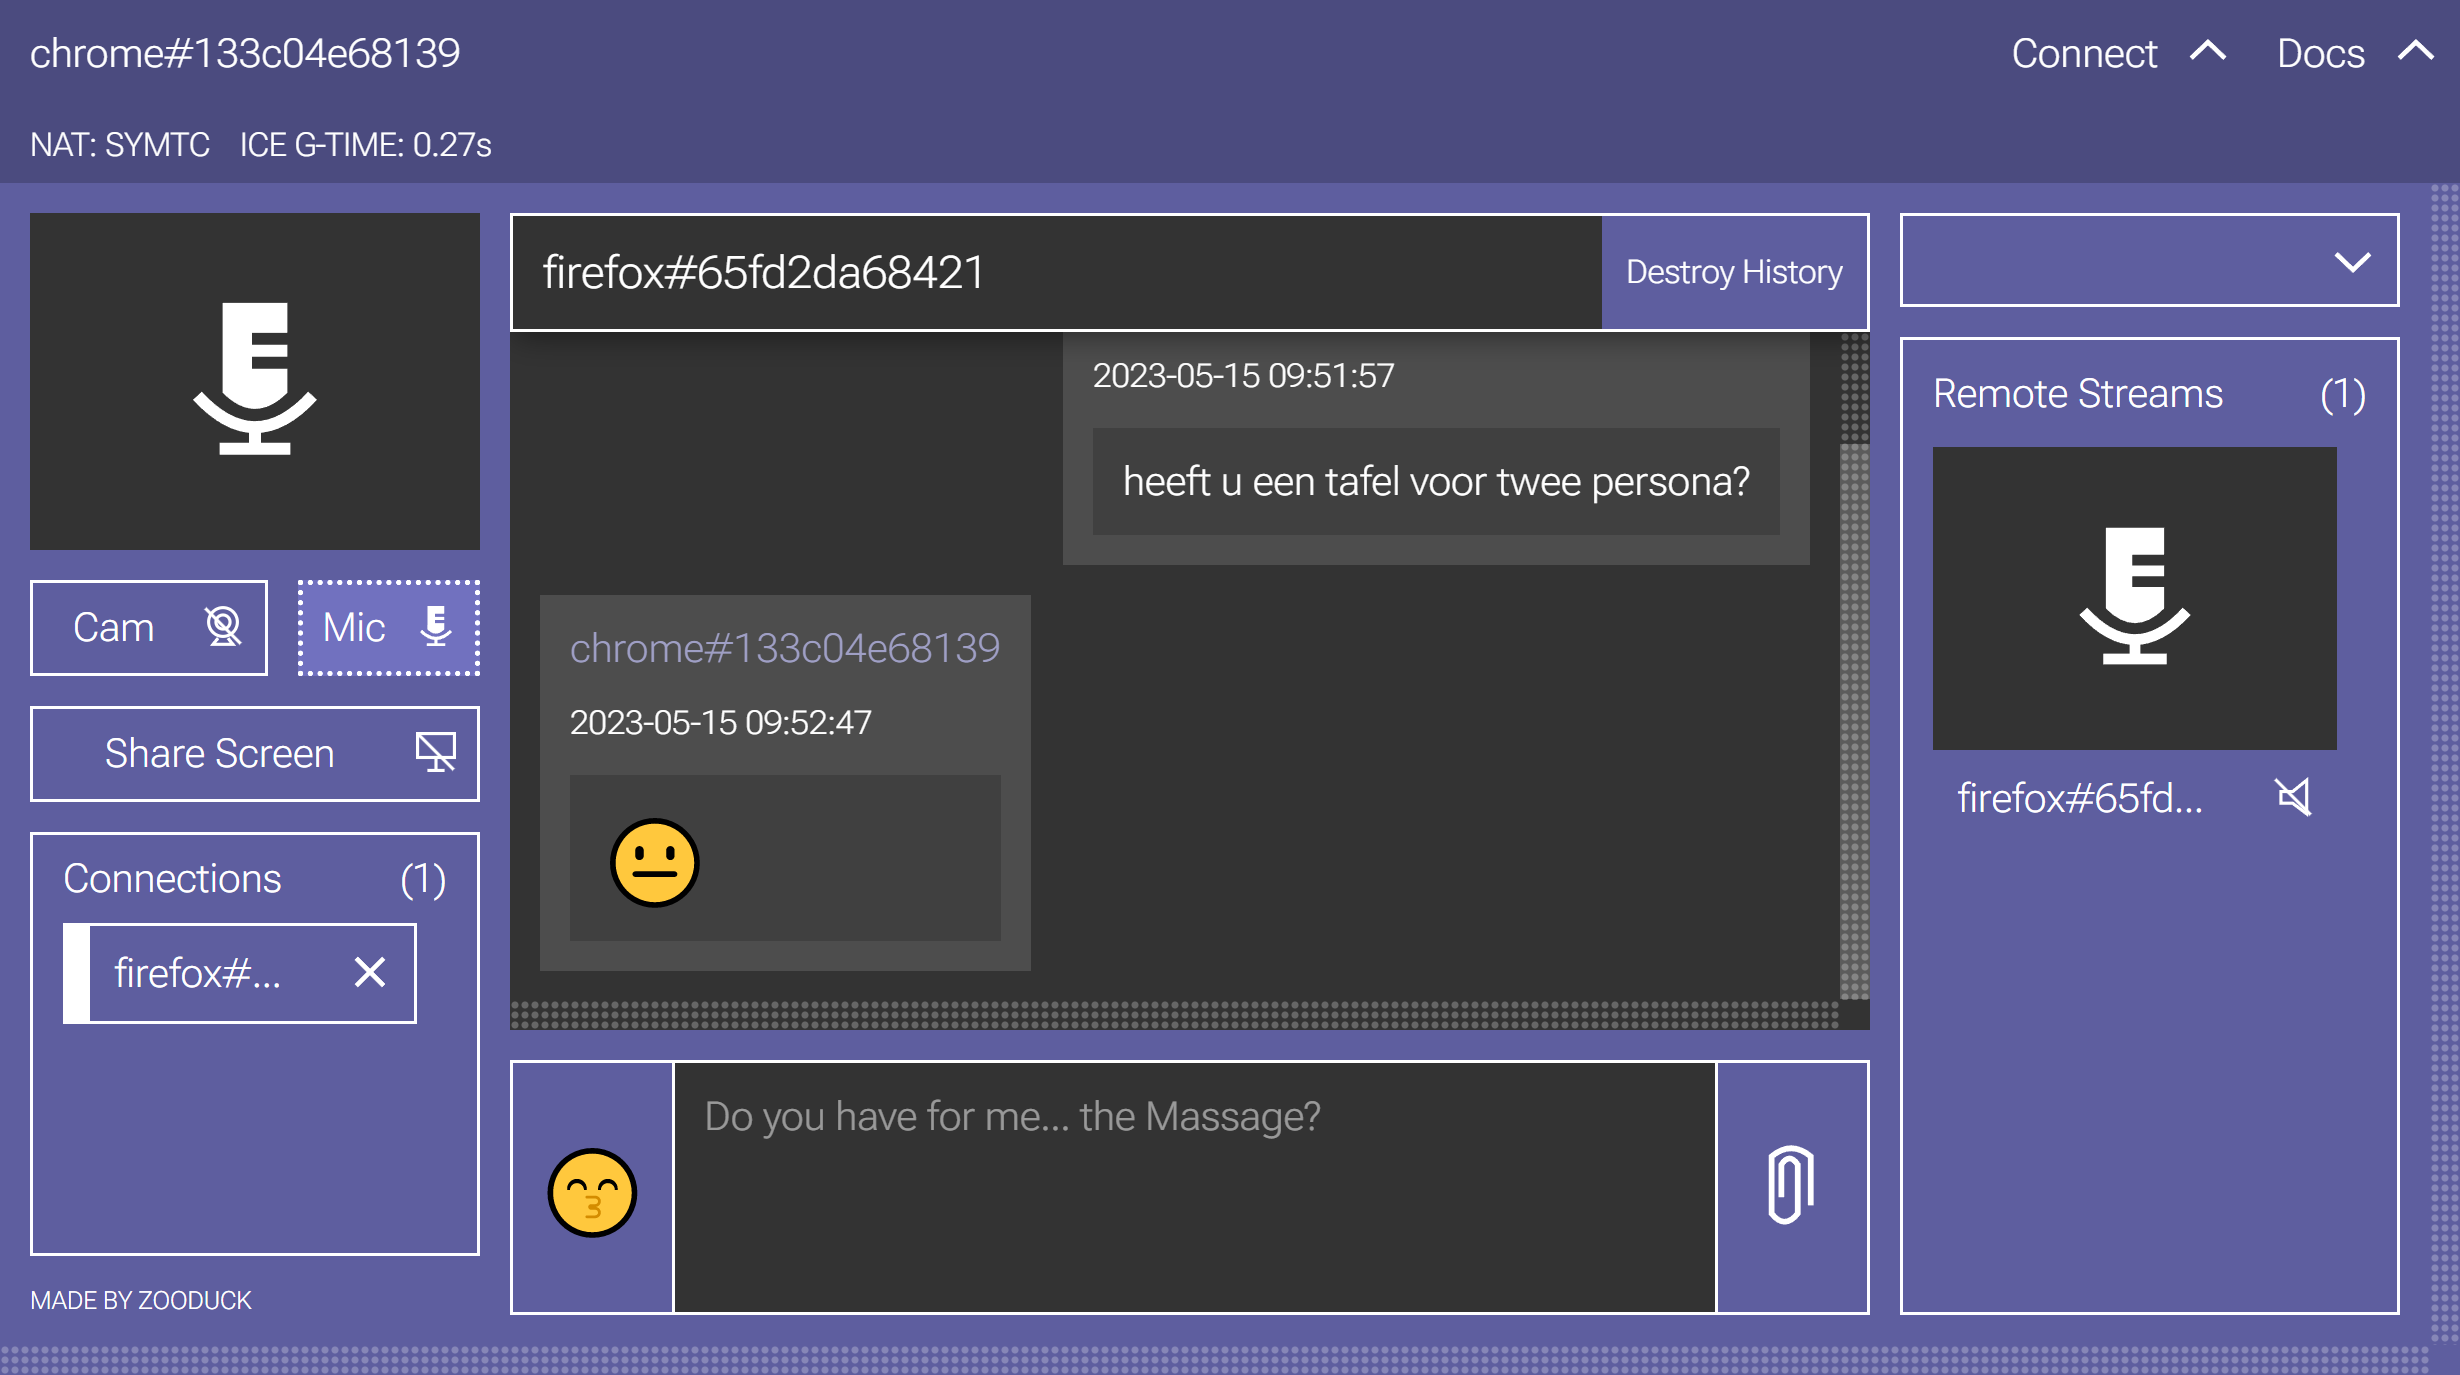 chrome#133c04e68139
Connect
Docs
NAT: SYMTC ICE G-TIME: 0.27s
Cam
Mic
Share Screen
Connections (1)
firefox#...
MADE BY ZOODUCK
firefox#65fd2da68421
Destroy History
2023-05-15 09:51:57
heeft u een tafel voor twee persona?
chrome#133c04e68139
2023-05-15 09:52:47
Do you have for me... the Massage?
Remote Streams (1)
firefox#65fd...